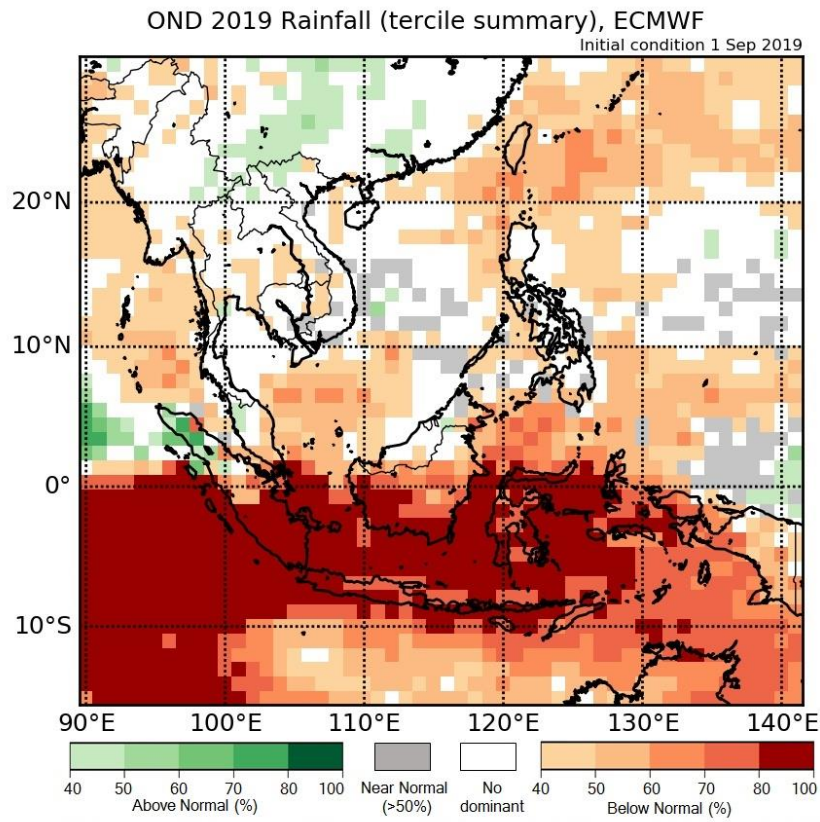 OND 2019 Rainfall (tercile summary), ECMWF
Initial condition 1 Sep 2019
20°N
10°N
0°
10°S
90°E 100°E 110°E 120°E 130°E 140°E
40 50 60 70 80 100
Above Normal (%)
Near Normal
(>50%)
No
dominant
40 50 60 70 80 100
Below Normal (%)